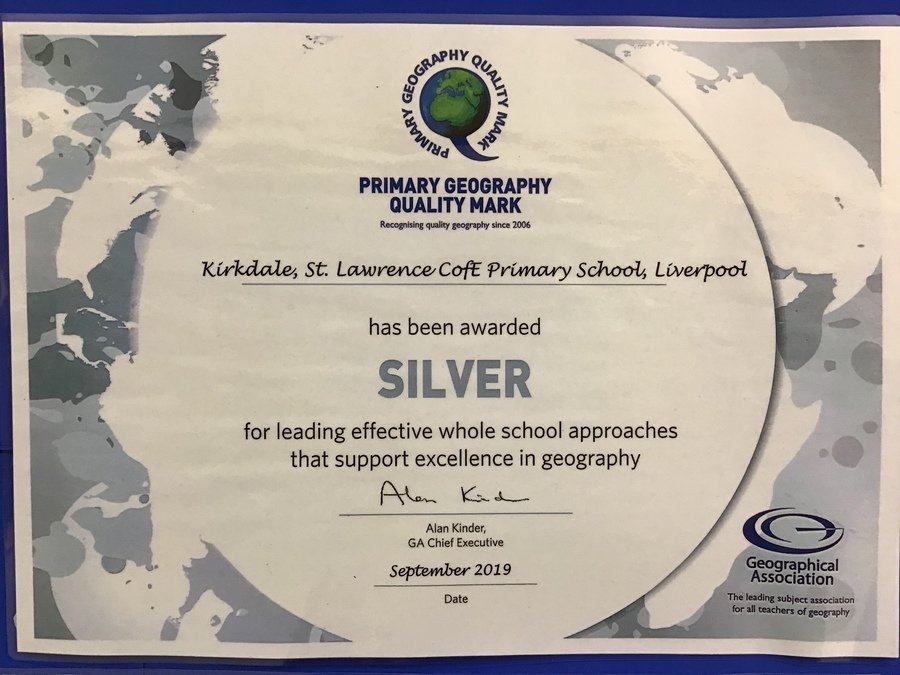 PRIMARY GEOGRAPHY QUALITY MARK
PRIMARY GEOGRAPHY
QUALITY MARK
Recognising quality geography since 2006
Kirkdale, St. Lawrence CofE Primary School, Liverpool
has been awarded
SILVER
for leading effective whole school approaches
that support excellence in geography
Alan Kind
Alan Kinder,
GA Chief Executive
September 2019
Date
Geographical
Association
The leading subject association
for all teachers of geography